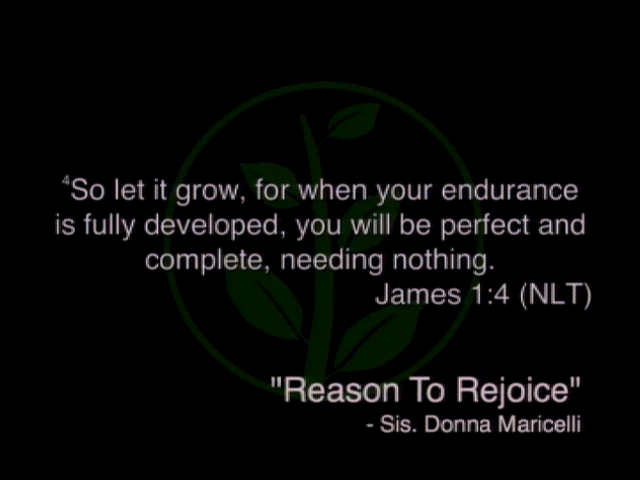 ⁴So let it grow, for when your endurance
is fully developed, you will be perfect and
complete, needing nothing.
James 1:4 (NLT)
"Reason To Rejoice"
- Sis. Donna Maricelli